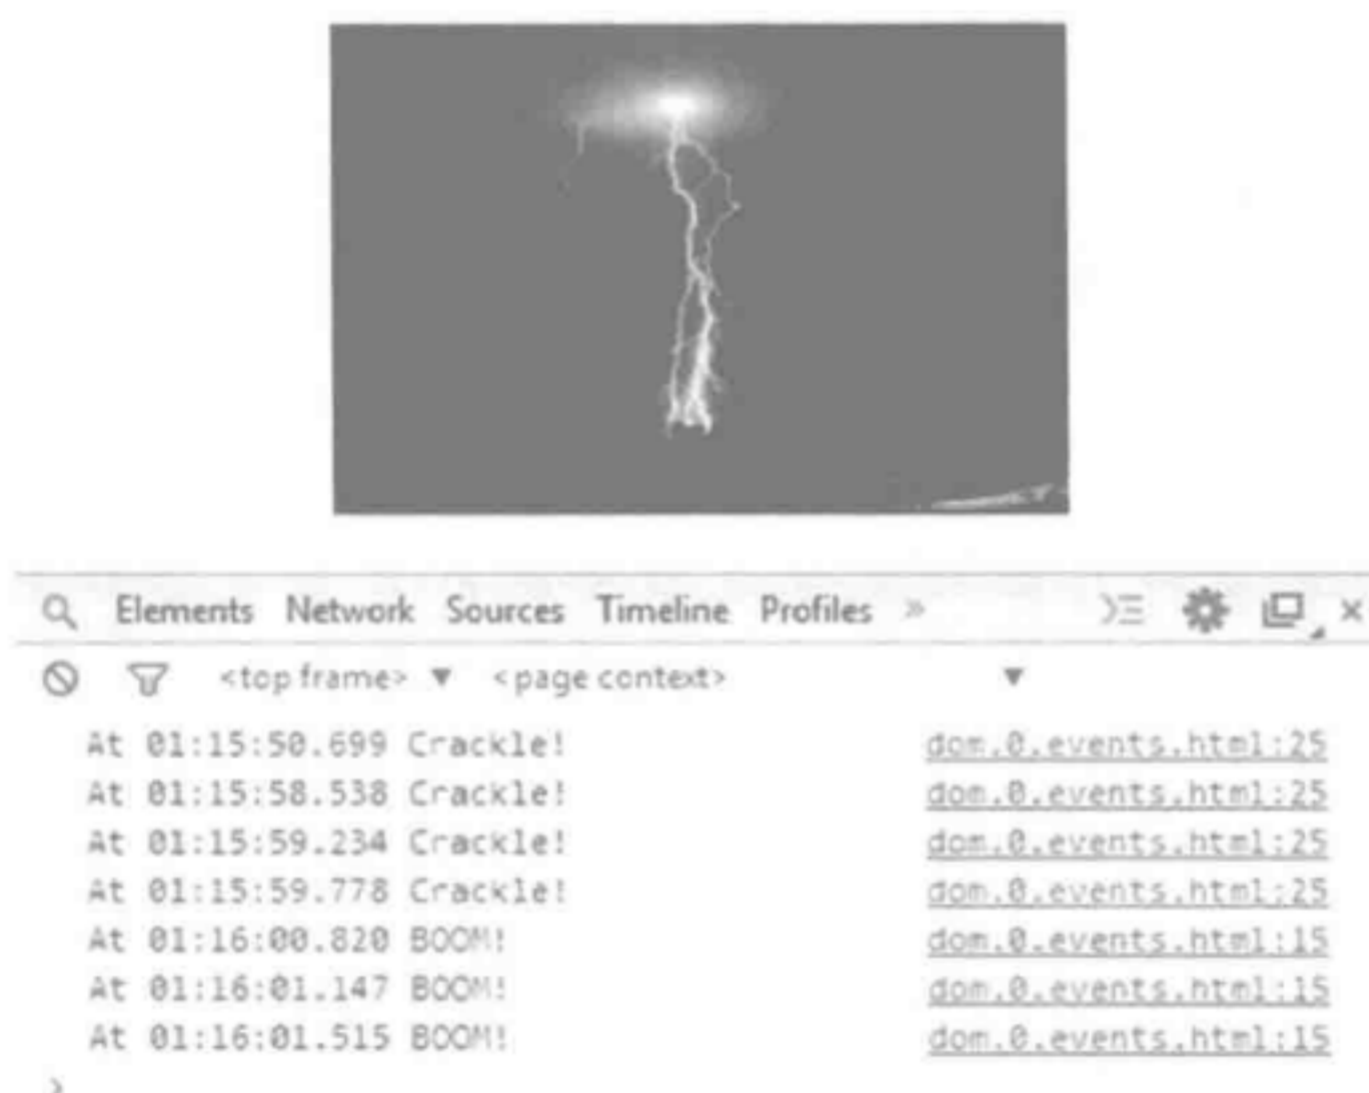 Elements Network Sources Timeline Profiles »
<top frame> ▼ <page context> ▼
At 01:15:50.699 Crackle! dom.0.events.html:25
At 01:15:58.538 Crackle! dom.0.events.html:25
At 01:15:59.234 Crackle! dom.0.events.html:25
At 01:15:59.778 Crackle! dom.0.events.html:25
At 01:16:00.820 BOOM! dom.0.events.html:15
At 01:16:01.147 BOOM! dom.0.events.html:15
At 01:16:01.515 BOOM! dom.0.events.html:15
>